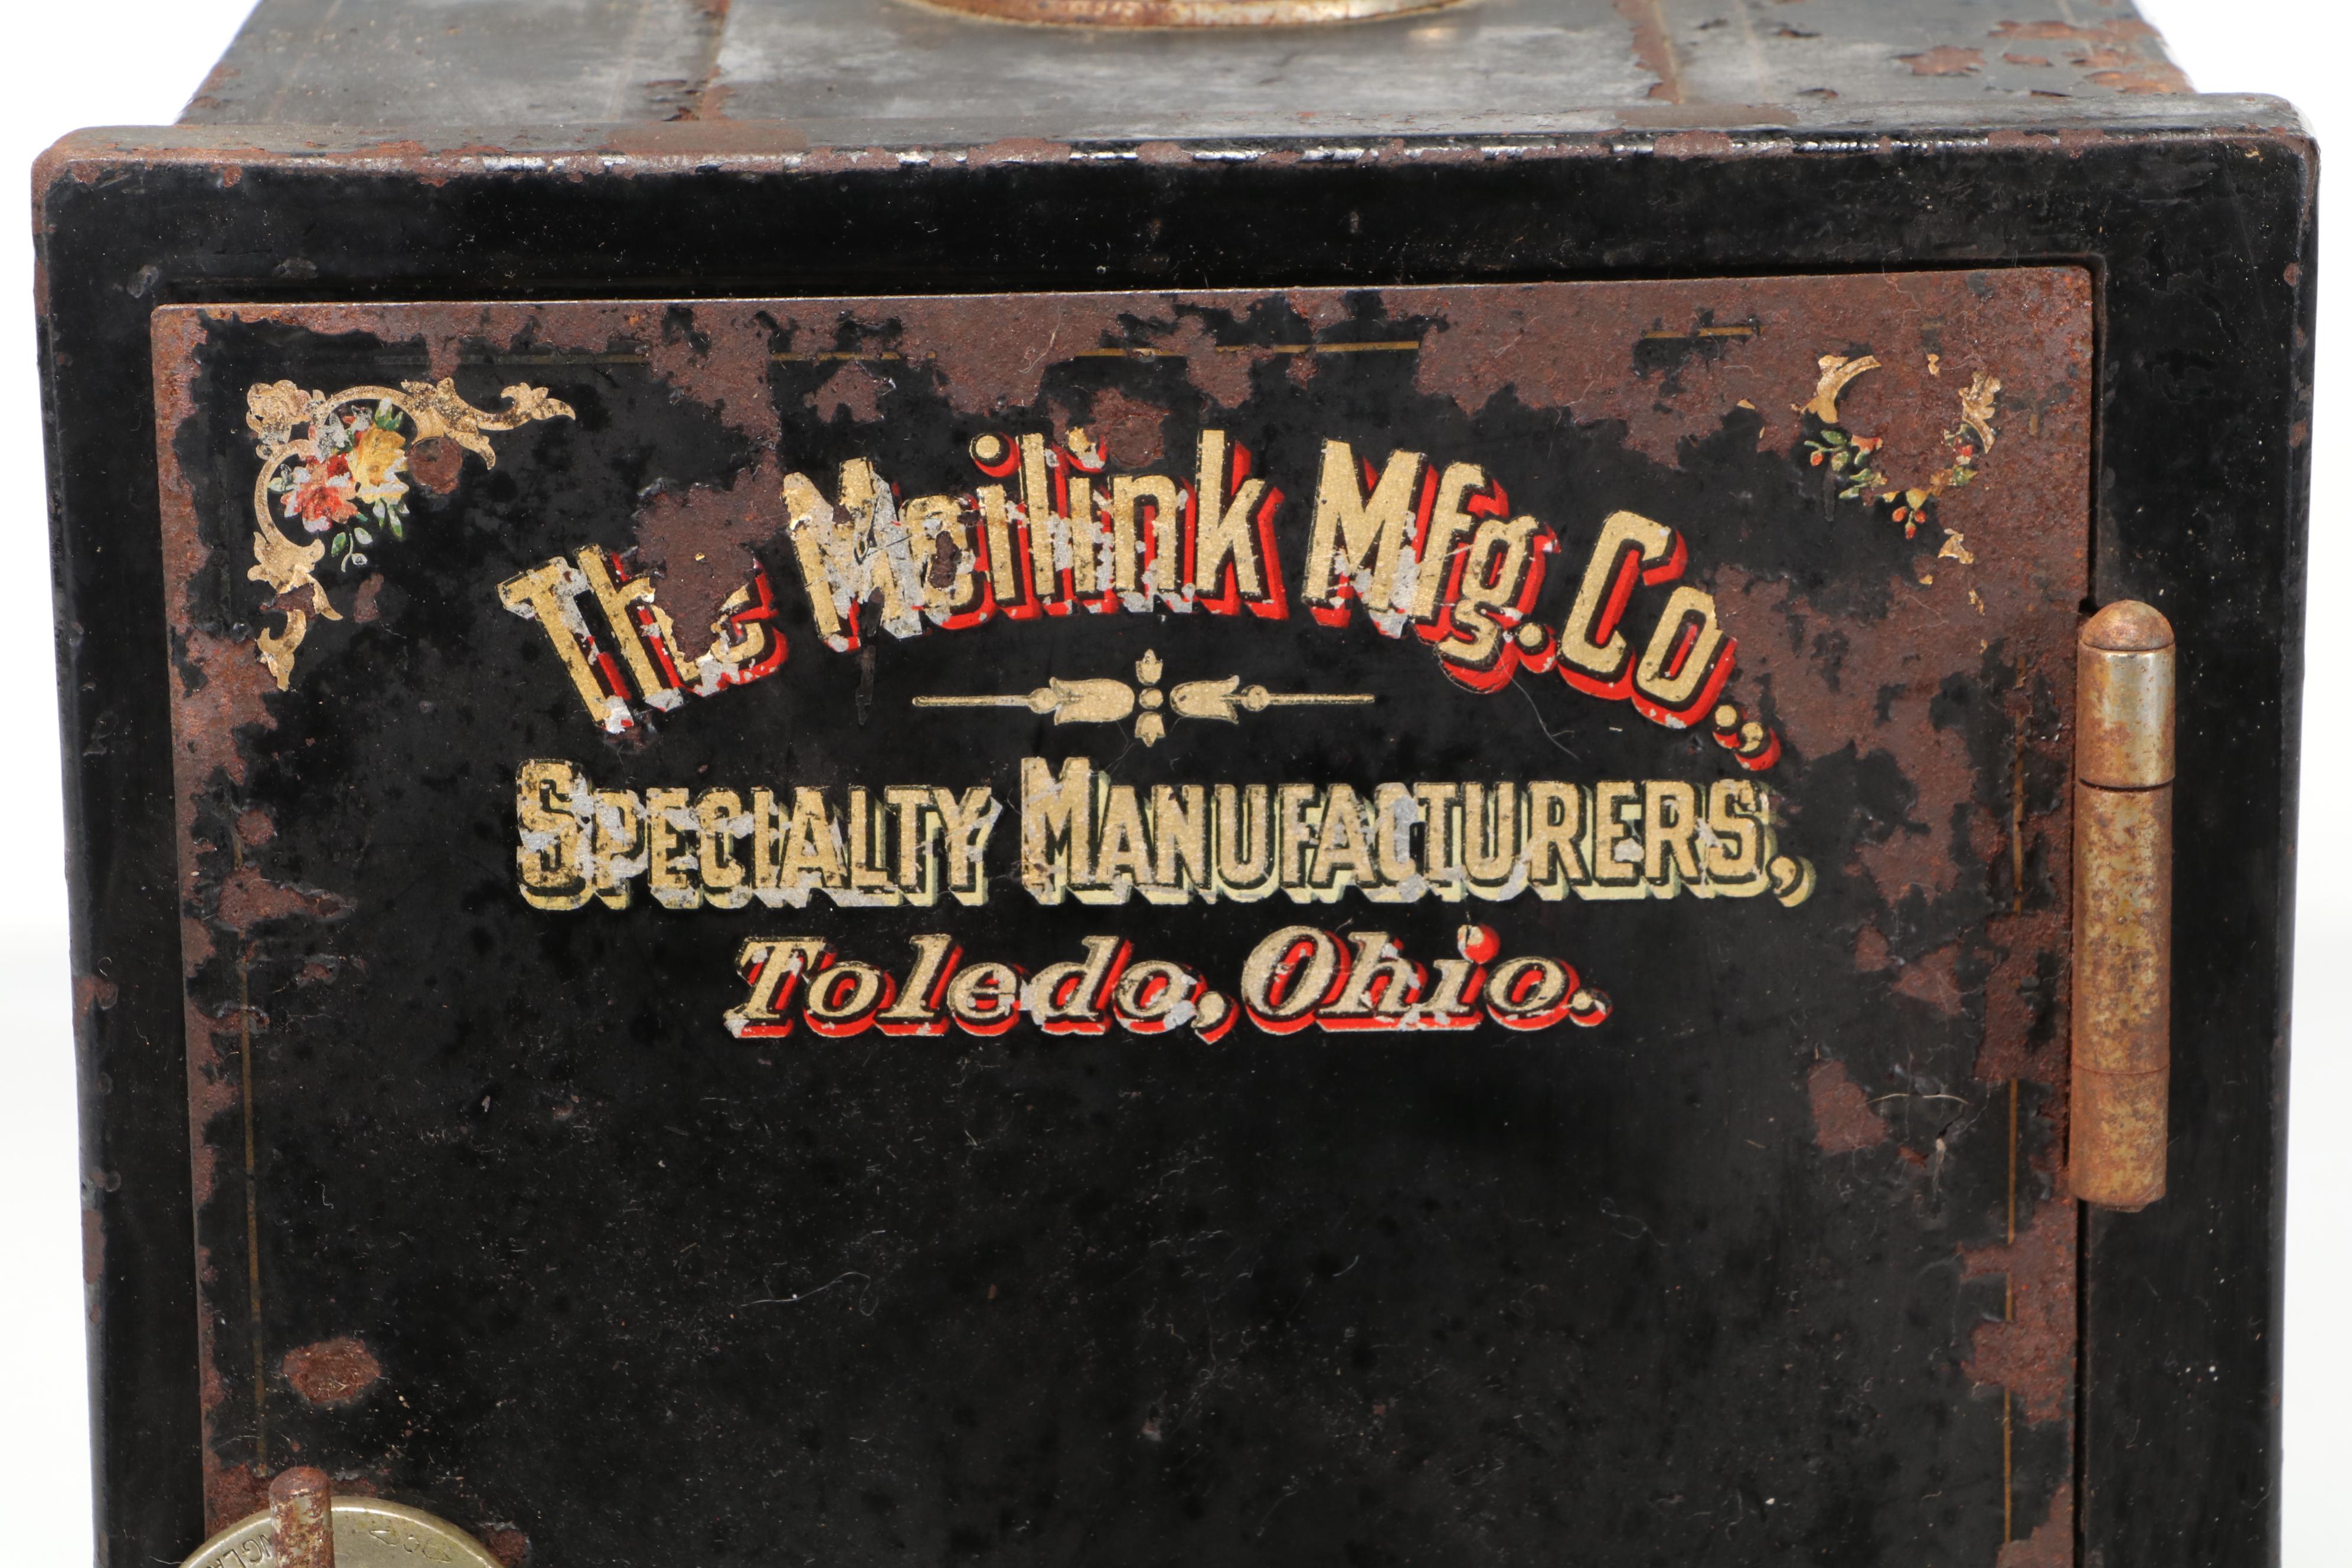 The Meilink Mfg. Co.,
SPECIALTY MANUFACTURERS,
Toledo, Ohio.